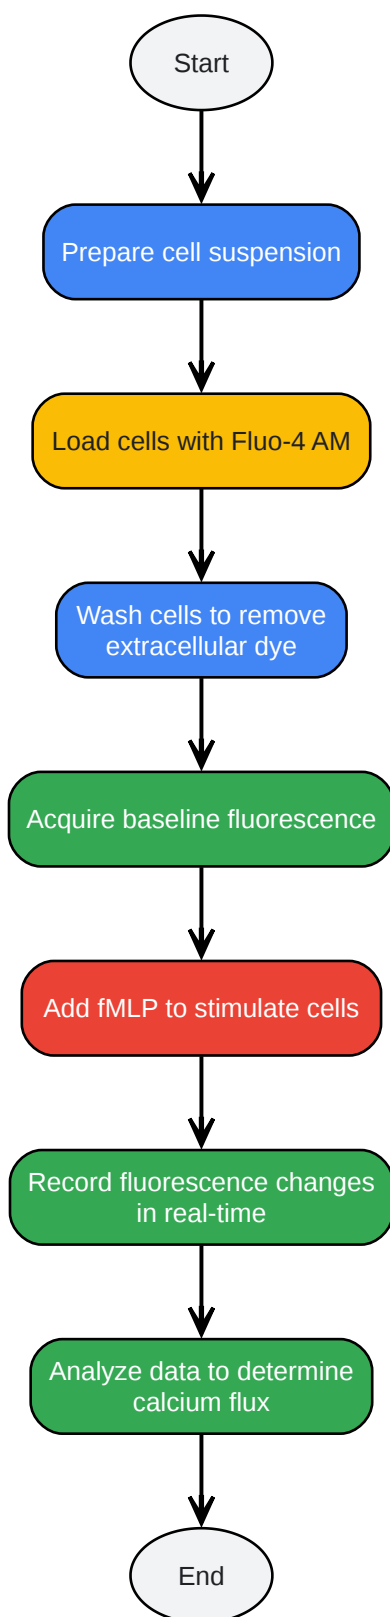 Start
Prepare cell suspension
Load cells with Fluo-4 AM
Wash cells to remove
extracellular dye
Acquire baseline fluorescence
Add fMLP to stimulate cells
Record fluorescence changes
in real-time
Analyze data to determine
calcium flux
End